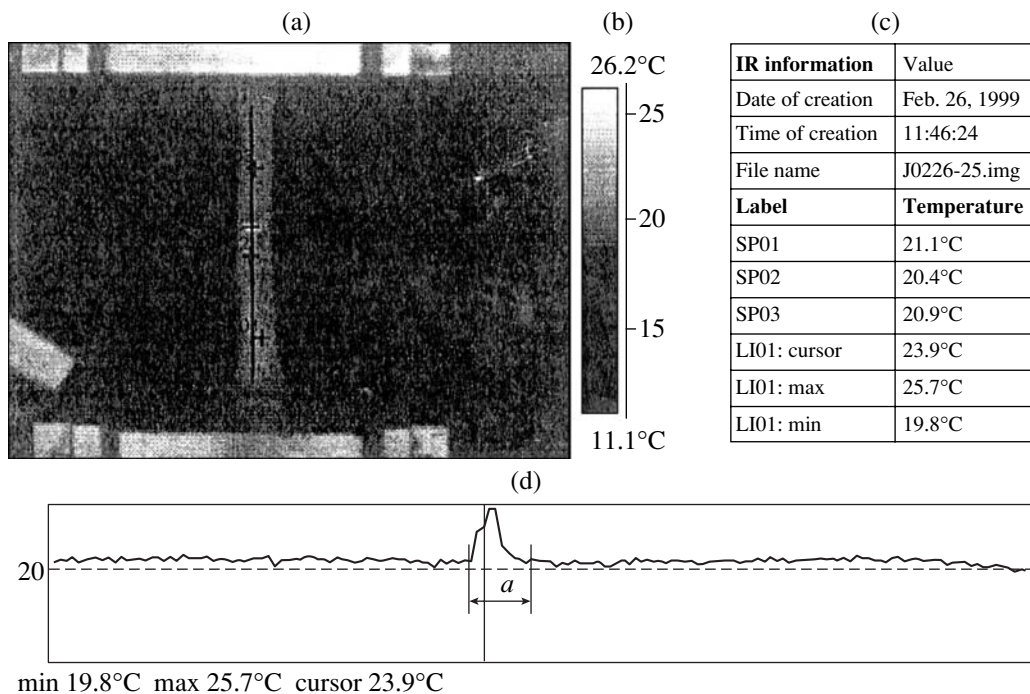 (a)
(b)
(c)
26.2°C
25
20
15
11.1°C
IR information Value
Date of creation Feb. 26, 1999
Time of creation 11:46:24
File name J0226-25.img
Label Temperature
SP01 21.1°C
SP02 20.4°C
SP03 20.9°C
LI01: cursor 23.9°C
LI01: max 25.7°C
LI01: min 19.8°C
(d)
20
a
min 19.8°C max 25.7°C cursor 23.9°C